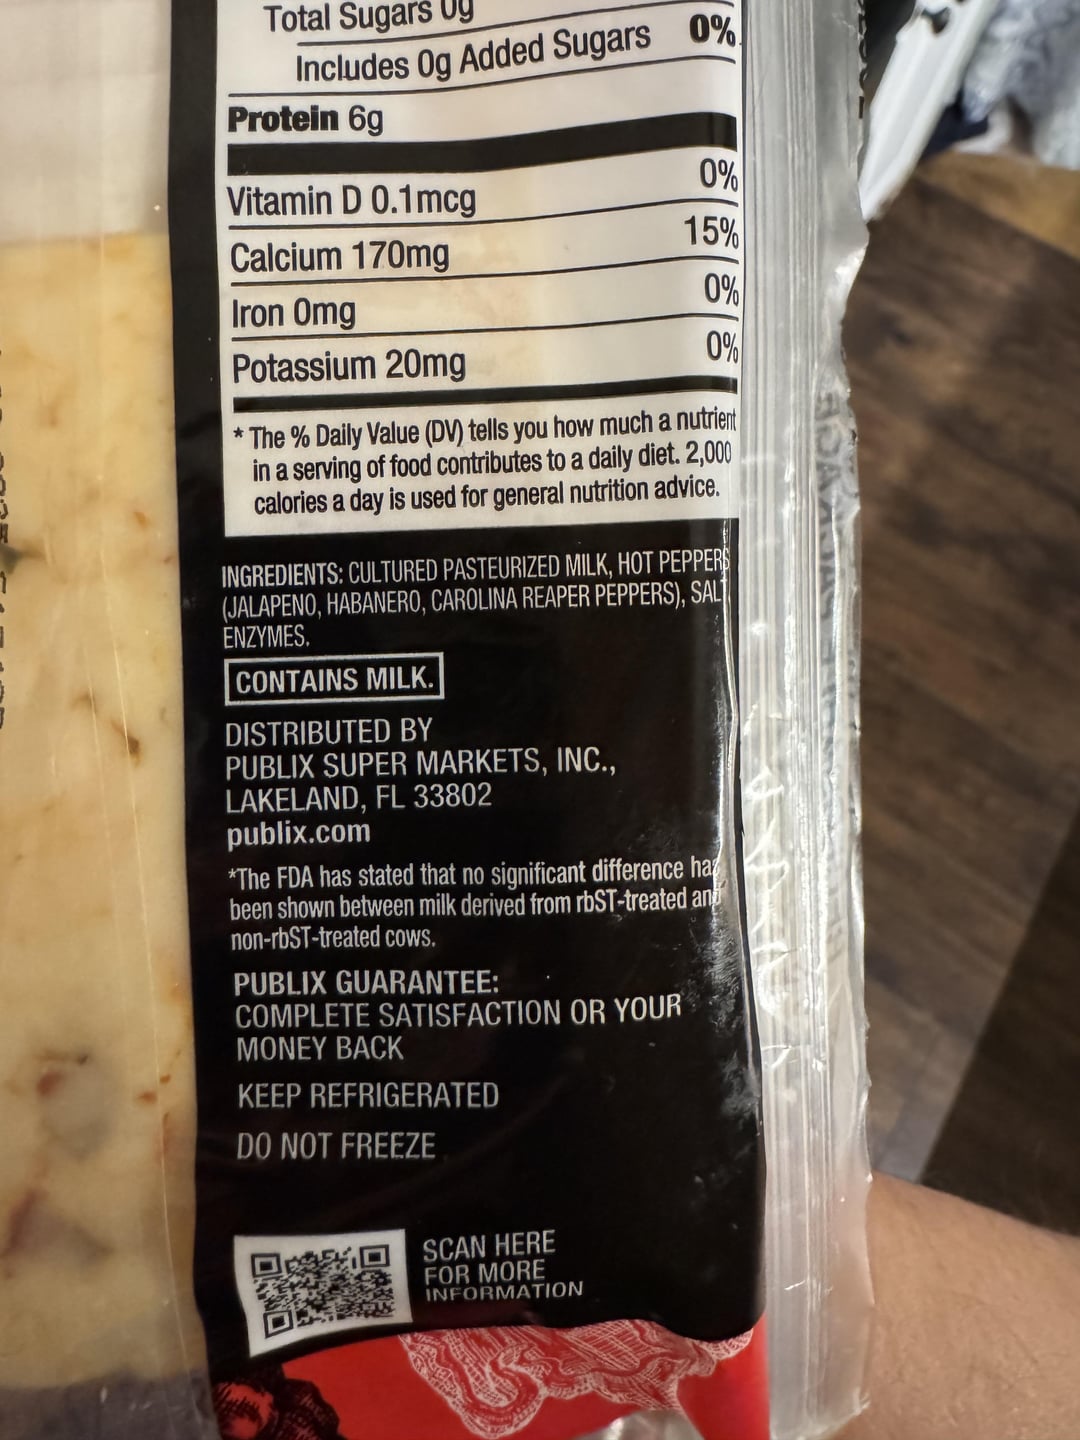 Total Sugars 0g
Includes 0g Added Sugars 0%
Protein 6g
Vitamin D 0.1mcg 0%
Calcium 170mg 15%
Iron 0mg 0%
Potassium 20mg 0%
* The % Daily Value (DV) tells you how much a nutrient
in a serving of food contributes to a daily diet. 2,000
calories a day is used for general nutrition advice.
INGREDIENTS: CULTURED PASTEURIZED MILK, HOT PEPPERS
(JALAPENO, HABANERO, CAROLINA REAPER PEPPERS), SALT
ENZYMES.
CONTAINS MILK.
DISTRIBUTED BY
PUBLIX SUPER MARKETS, INC.,
LAKELAND, FL 33802
publix.com
*The FDA has stated that no significant difference has
been shown between milk derived from rbST-treated and
non-rbST-treated cows.
PUBLIX GUARANTEE:
COMPLETE SATISFACTION OR YOUR
MONEY BACK
KEEP REFRIGERATED
DO NOT FREEZE
SCAN HERE
FOR MORE
INFORMATION